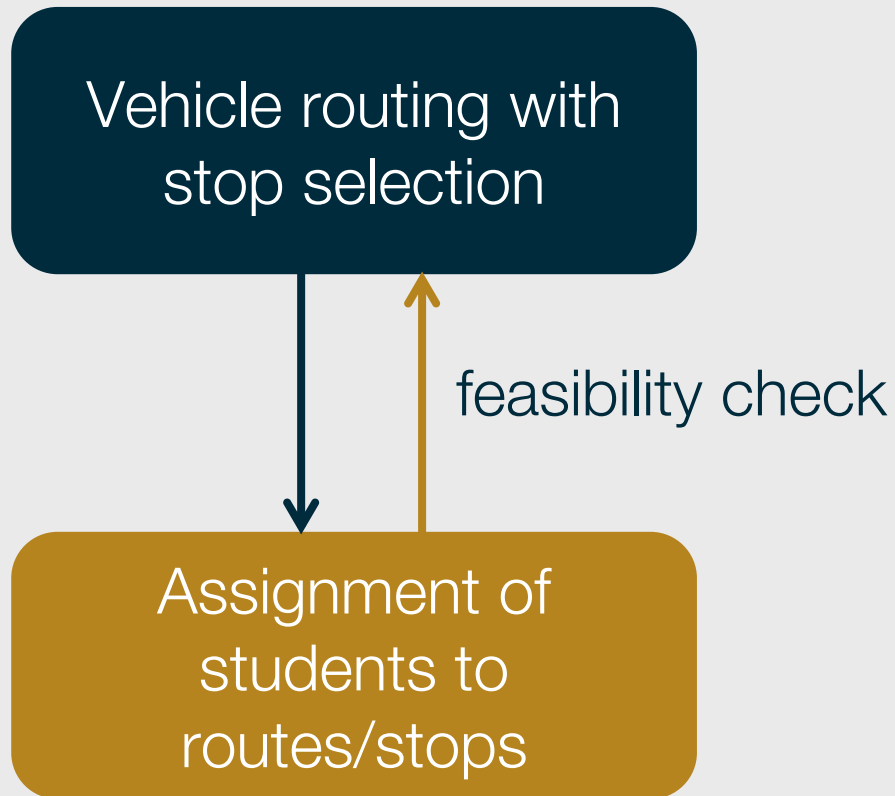 Vehicle routing with
stop selection
feasibility check
Assignment of
students to
routes/stops